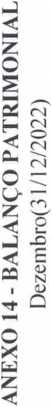 ANEXO 14 - BALANÇO PATRIMONIAL
Dezembro(31/12/2022)